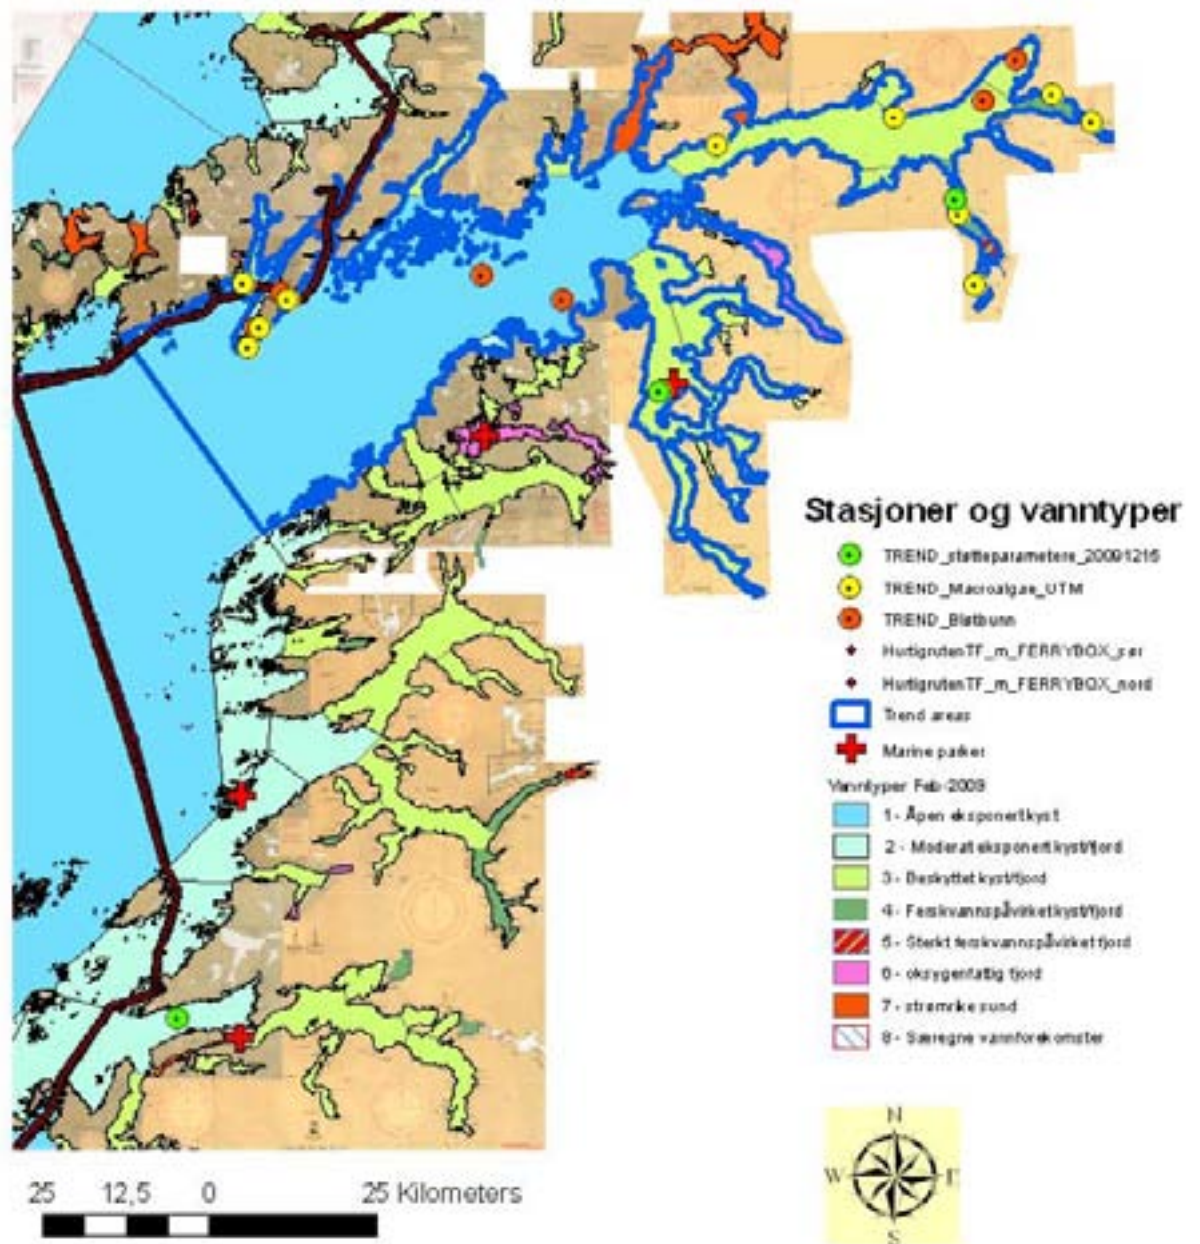 Stasjoner og vanntyper
TREND_støtteparametere_20091215
TREND_Macroalgae_UTM
TREND_Bløtbunn
HurtigrutenTF_m_FERRYBOX_sør
HurtigrutenTF_m_FERRYBOX_nord
Trend areas
Marine parker
Vanntyper Feb-2009
1 - Åpen eksponert kyst
2 - Moderat eksponert kyst/fjord
3 - Beskyttet kyst/fjord
4 - Ferskvannspåvirket kyst/fjord
5 - Sterkt ferskvannspåvirket fjord
6 - oksygenfattig fjord
7 - strømrike sund
8 - Særegne vannforekomster
N
W E
S
25 12,5 0 25 Kilometers